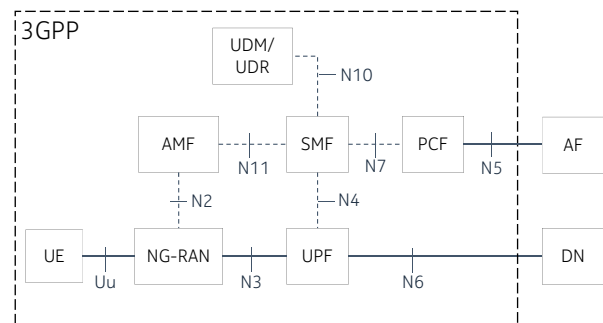 3GPP
UDM/
UDR
N10
AMF
SMF
PCF
AF
N11
N7
N5
N2
N4
UE
NG-RAN
UPF
DN
Uu
N3
N6